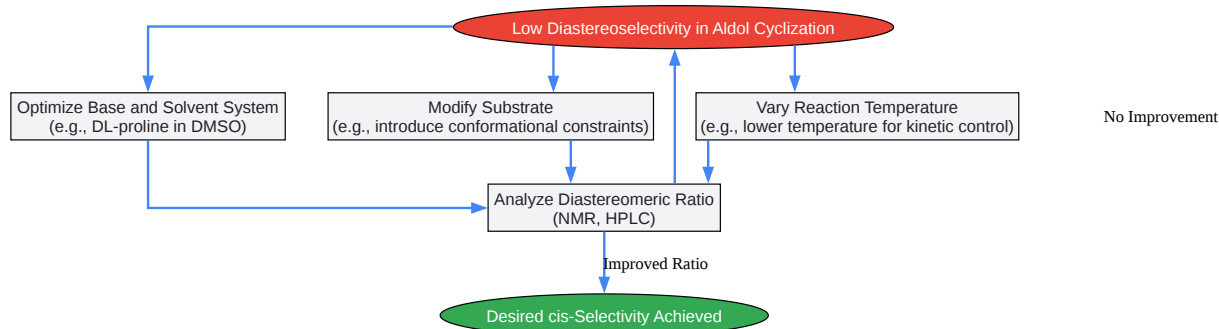 Low Diastereoselectivity in Aldol Cyclization
Optimize Base and Solvent System
(e.g., DL-proline in DMSO)
Modify Substrate
(e.g., introduce conformational constraints)
Vary Reaction Temperature
(e.g., lower temperature for kinetic control)
No Improvement
Analyze Diastereomeric Ratio
(NMR, HPLC)
Improved Ratio
Desired cis-Selectivity Achieved